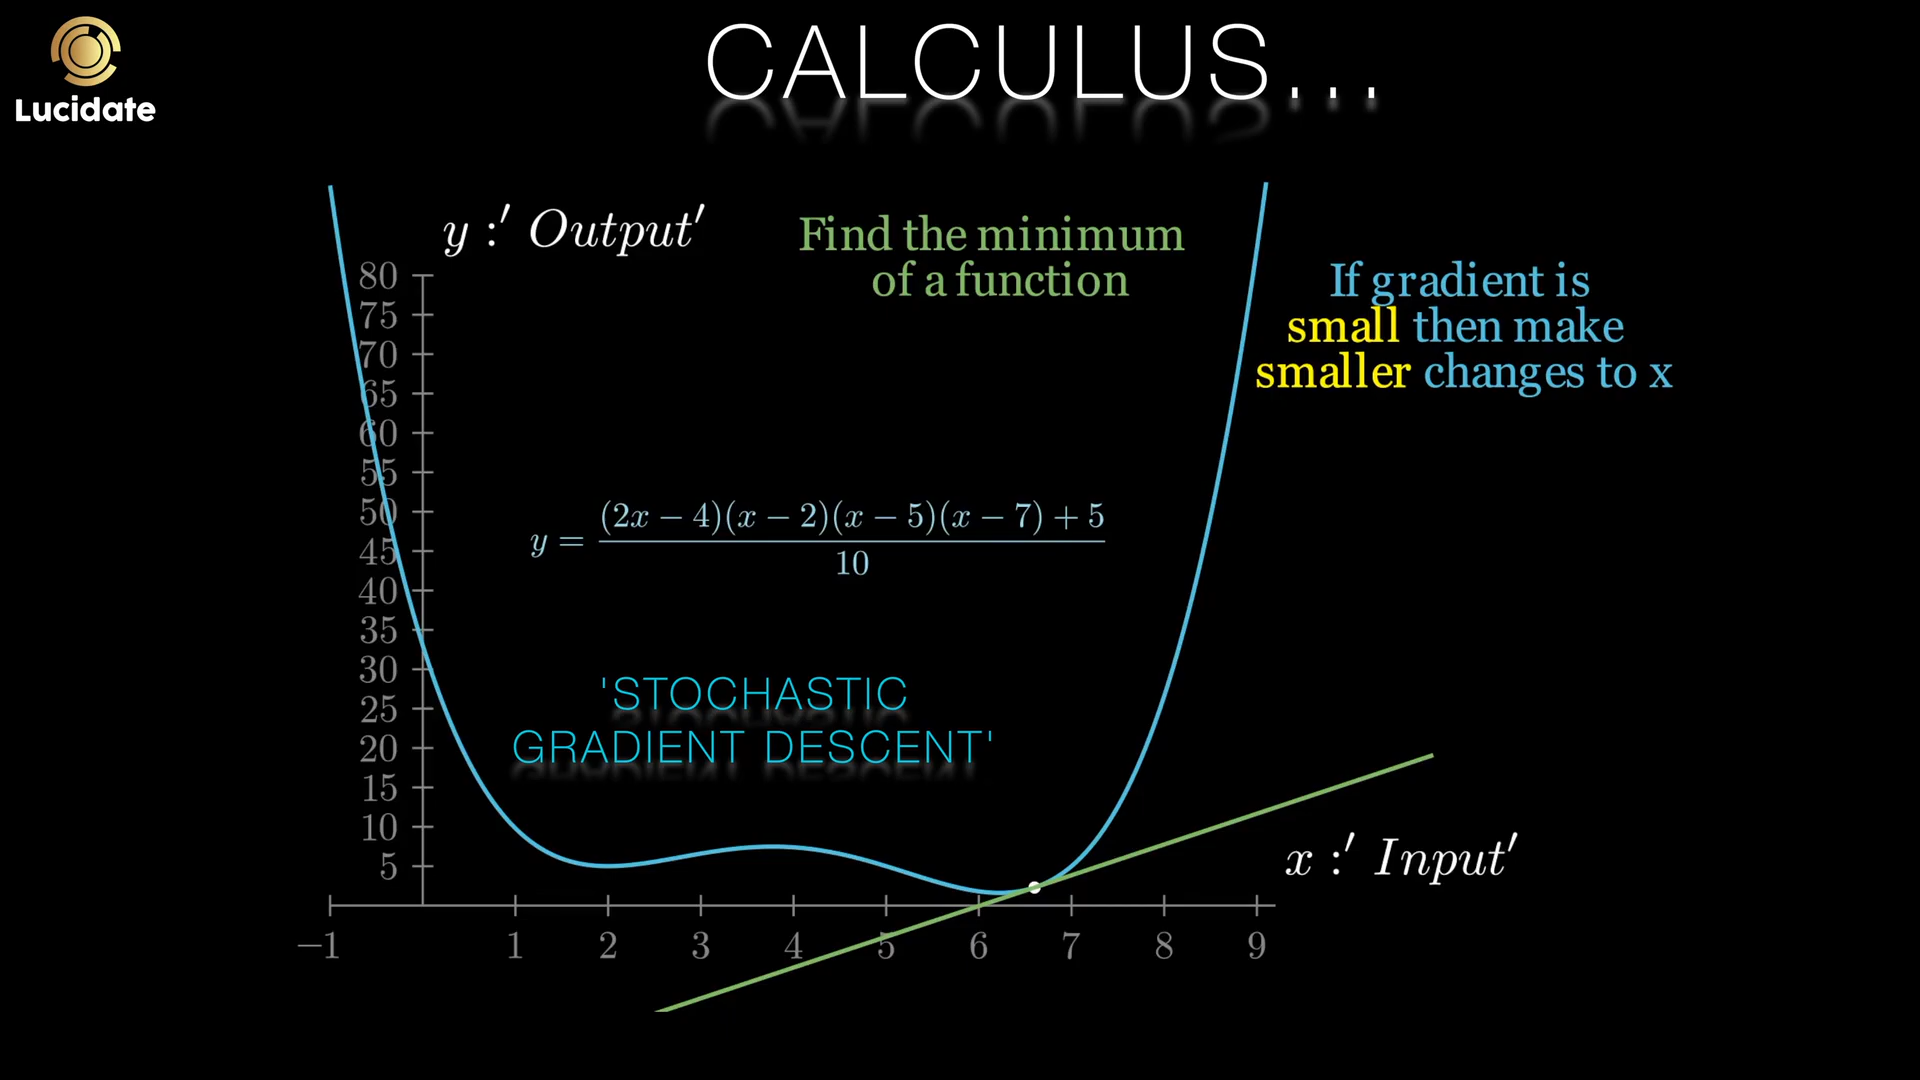 Lucidate
CALCULUS...
y :′ Output′
Find the minimum
of a function
If gradient is
small then make
smaller changes to x
80
75
70
65
60
55
50
45
40
35
30
25
20
15
10
5
y = (2x − 4)(x − 2)(x − 5)(x − 7) + 5 / 10
'STOCHASTIC
GRADIENT DESCENT'
x :′ Input′
−1 1 2 3 4 5 6 7 8 9